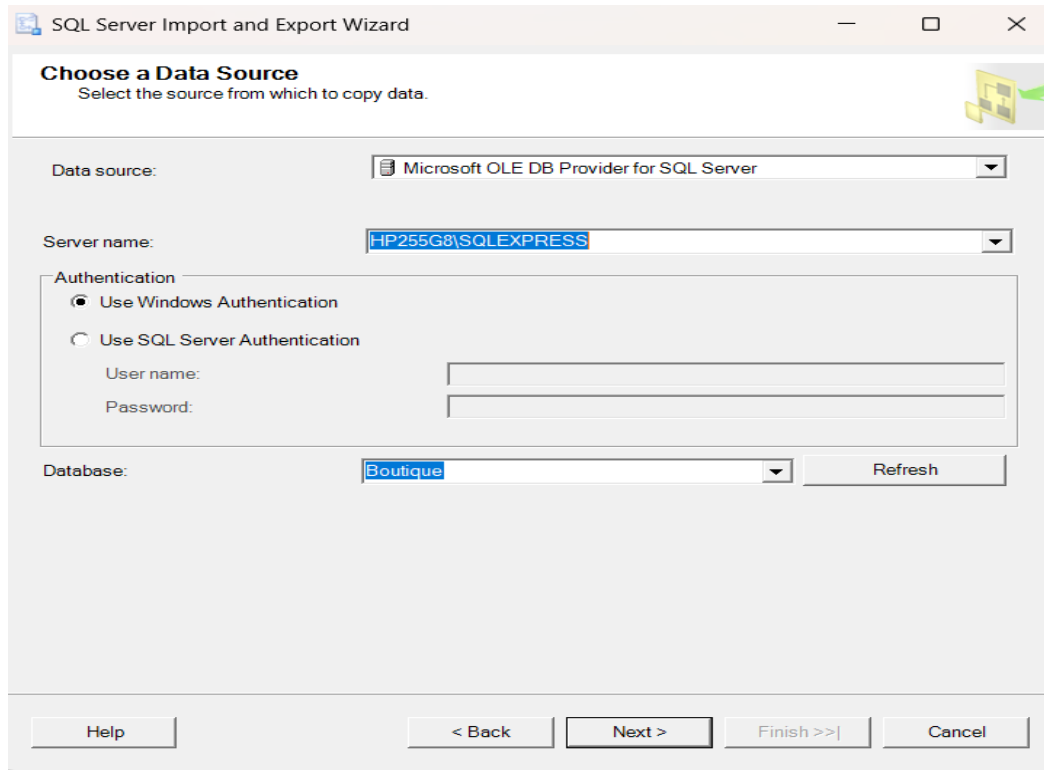 SQL Server Import and Export Wizard
Choose a Data Source
Select the source from which to copy data.
Data source: Microsoft OLE DB Provider for SQL Server
Server name: HP255G8\SQLEXPRESS
Authentication
Use Windows Authentication
Use SQL Server Authentication
User name:
Password:
Database: Boutique Refresh
Help < Back Next > Finish >>| Cancel